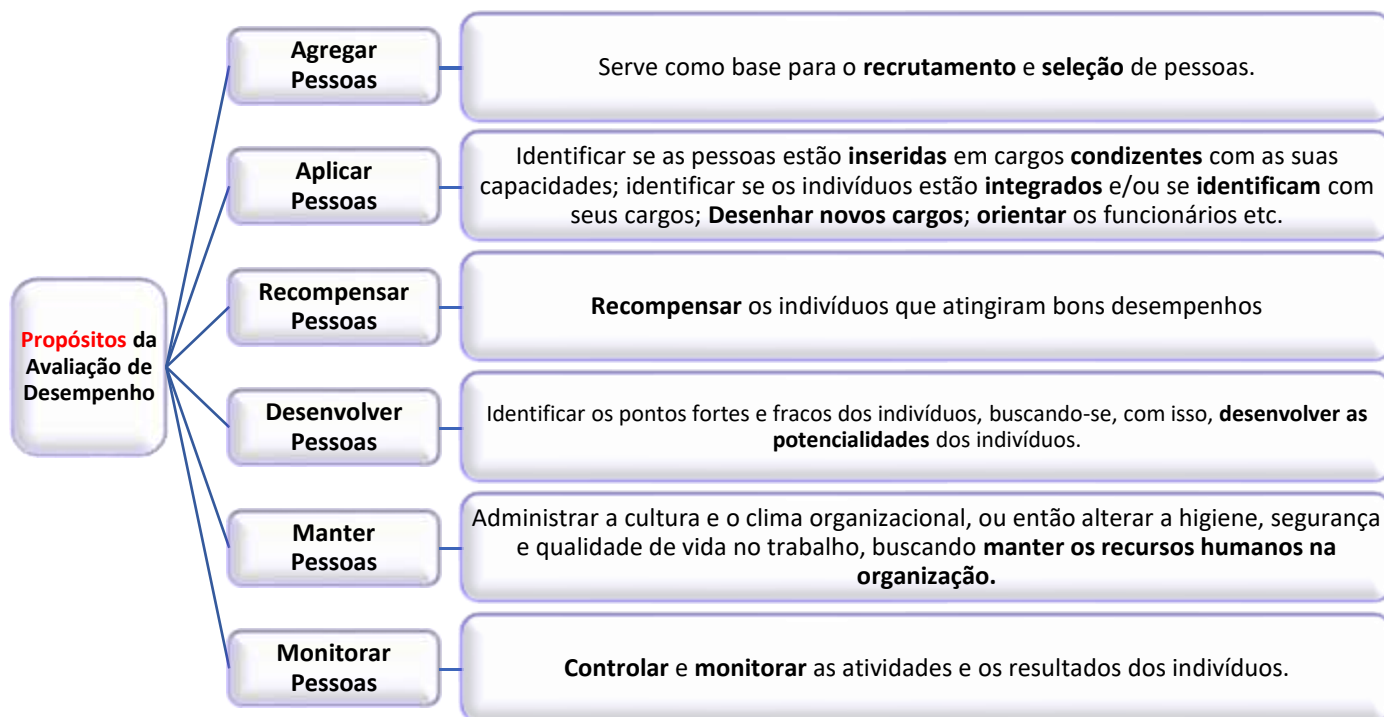 Propósitos da
Avaliação de
Desempenho
Agregar
Pessoas
Serve como base para o recrutamento e seleção de pessoas.
Aplicar
Pessoas
Identificar se as pessoas estão inseridas em cargos condizentes com as suas
capacidades; identificar se os indivíduos estão integrados e/ou se identificam com
seus cargos; Desenhar novos cargos; orientar os funcionários etc.
Recompensar
Pessoas
Recompensar os indivíduos que atingiram bons desempenhos
Desenvolver
Pessoas
Identificar os pontos fortes e fracos dos indivíduos, buscando-se, com isso, desenvolver as
potencialidades dos indivíduos.
Manter
Pessoas
Administrar a cultura e o clima organizacional, ou então alterar a higiene, segurança
e qualidade de vida no trabalho, buscando manter os recursos humanos na
organização.
Monitorar
Pessoas
Controlar e monitorar as atividades e os resultados dos indivíduos.